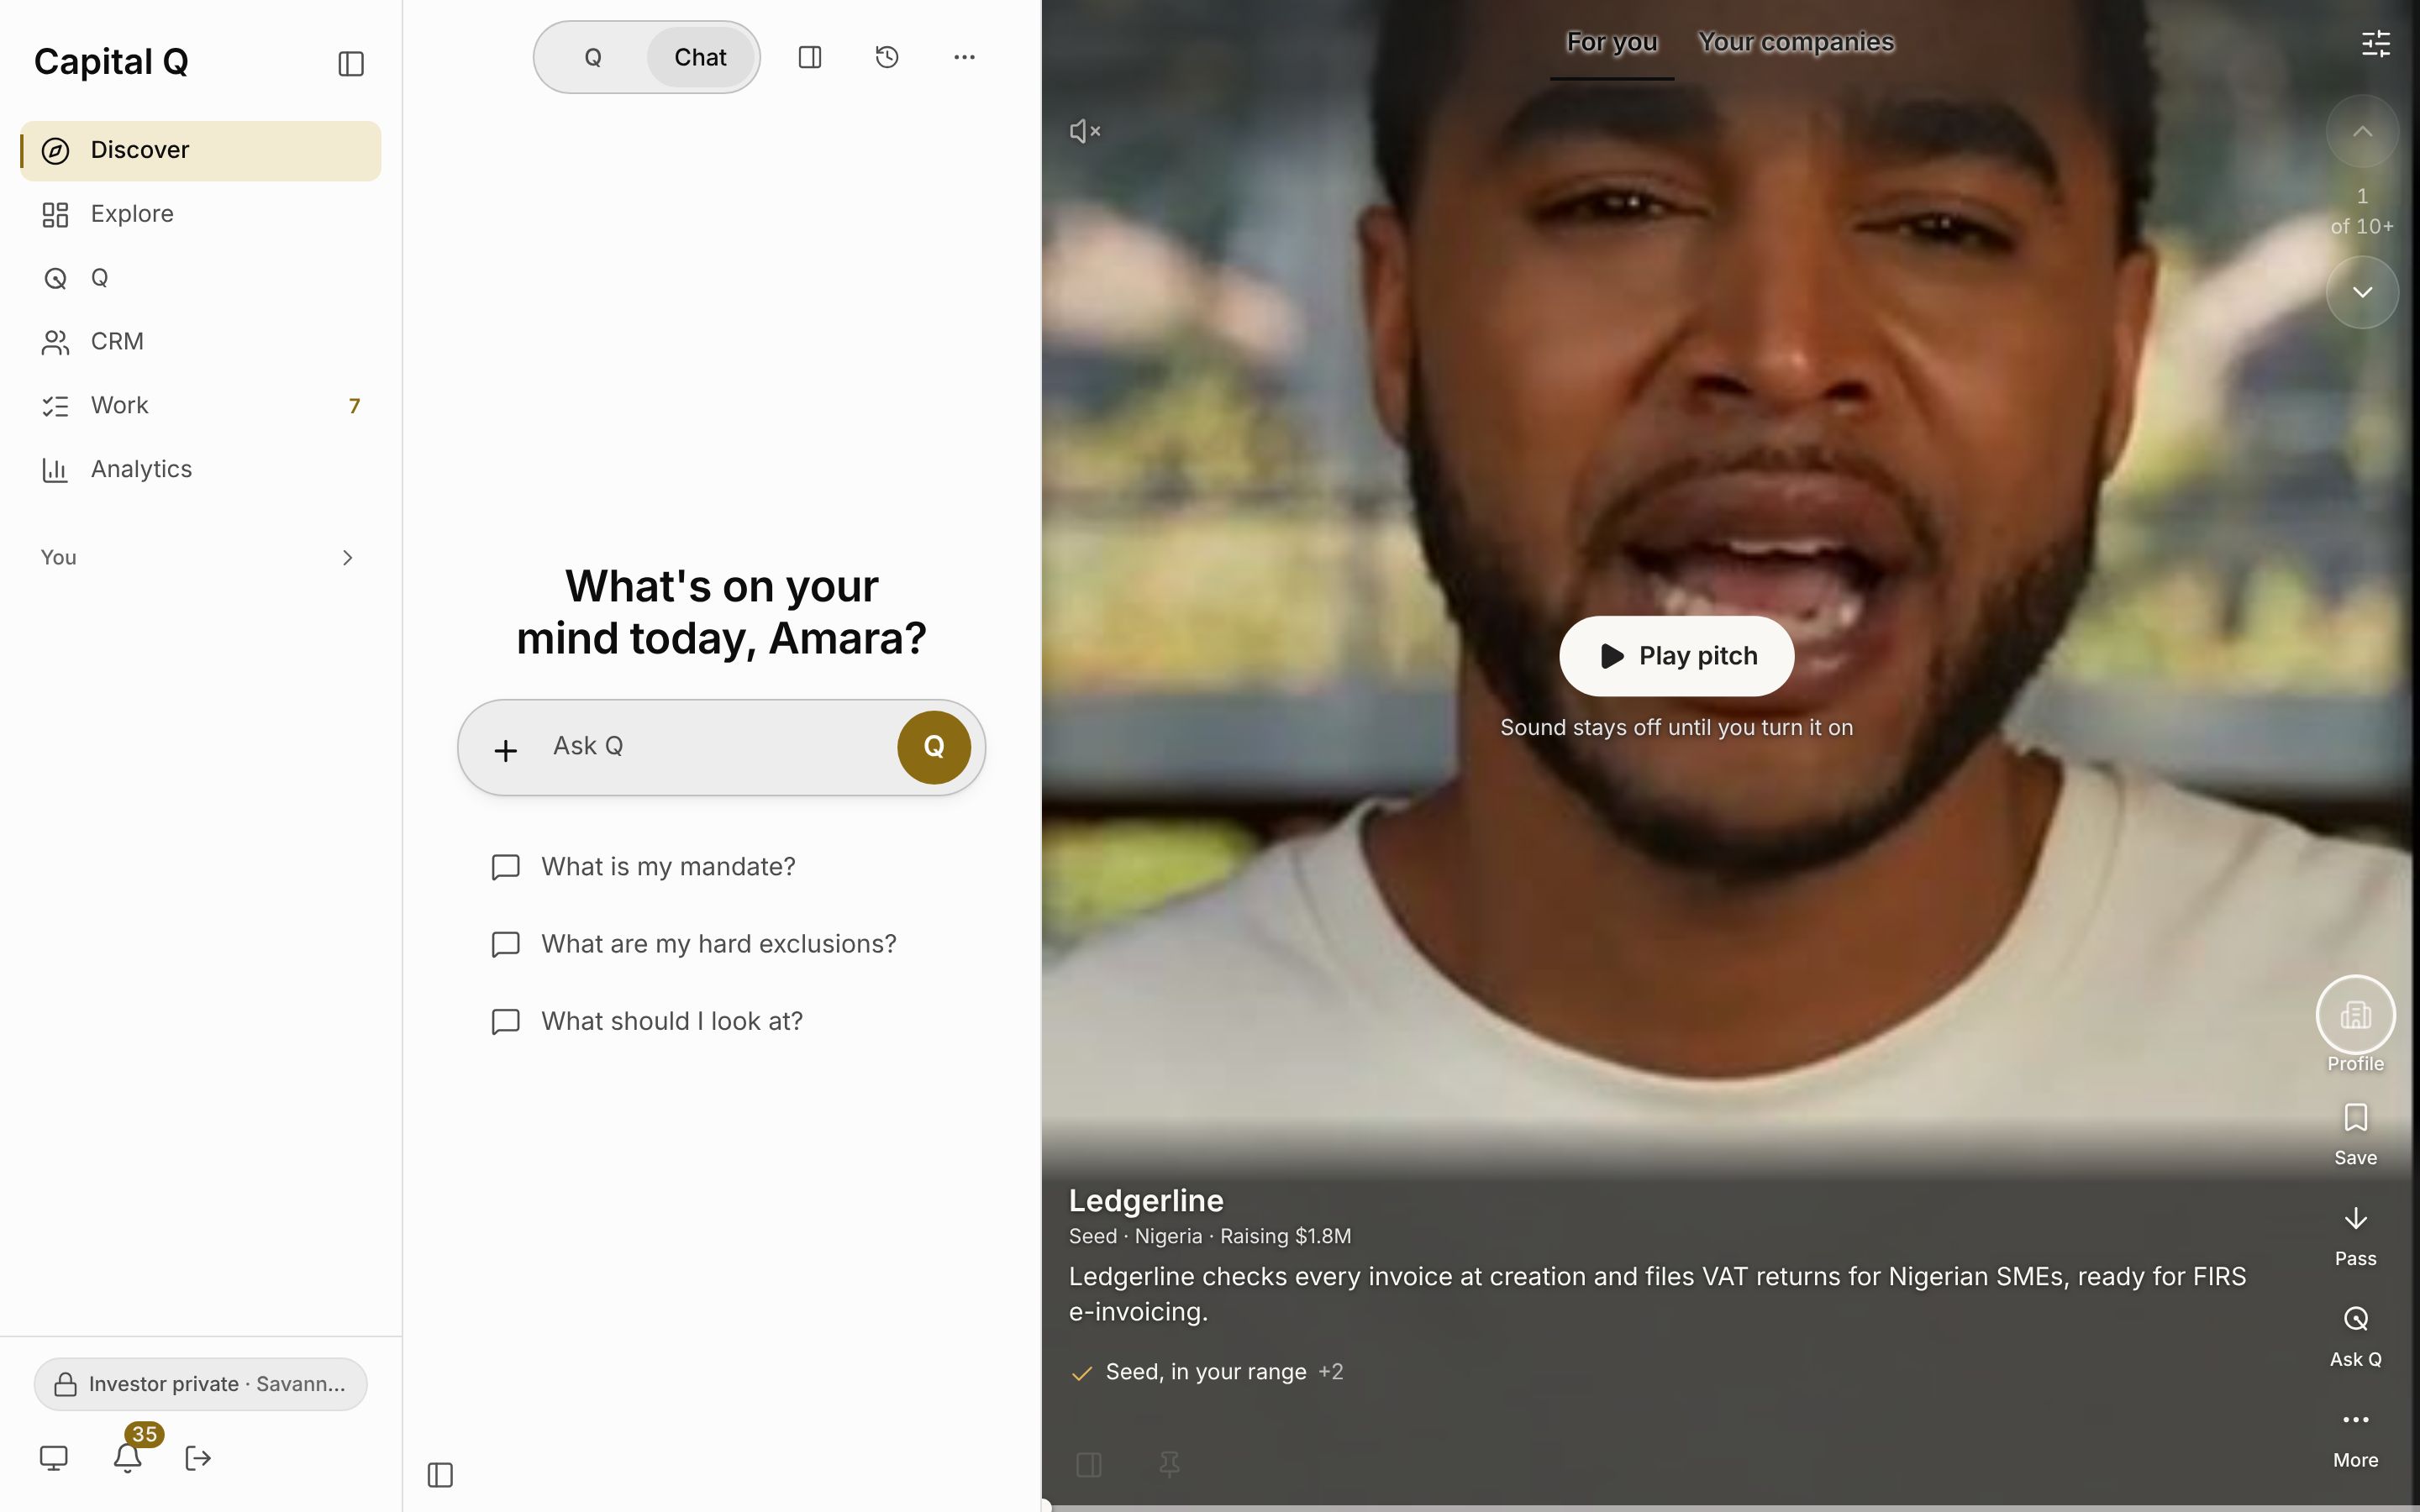 Capital Q
Discover
Explore
Q
CRM
Work 7
Analytics
You
Investor private · Savann...
35
Q Chat
What's on your
mind today, Amara?
Ask Q Q
What is my mandate?
What are my hard exclusions?
What should I look at?
For you Your companies
1
of 10+
Play pitch
Sound stays off until you turn it on
Profile
Save
Pass
Ask Q
More
Ledgerline
Seed · Nigeria · Raising $1.8M
Ledgerline checks every invoice at creation and files VAT returns for Nigerian SMEs, ready for FIRS
e-invoicing.
Seed, in your range +2